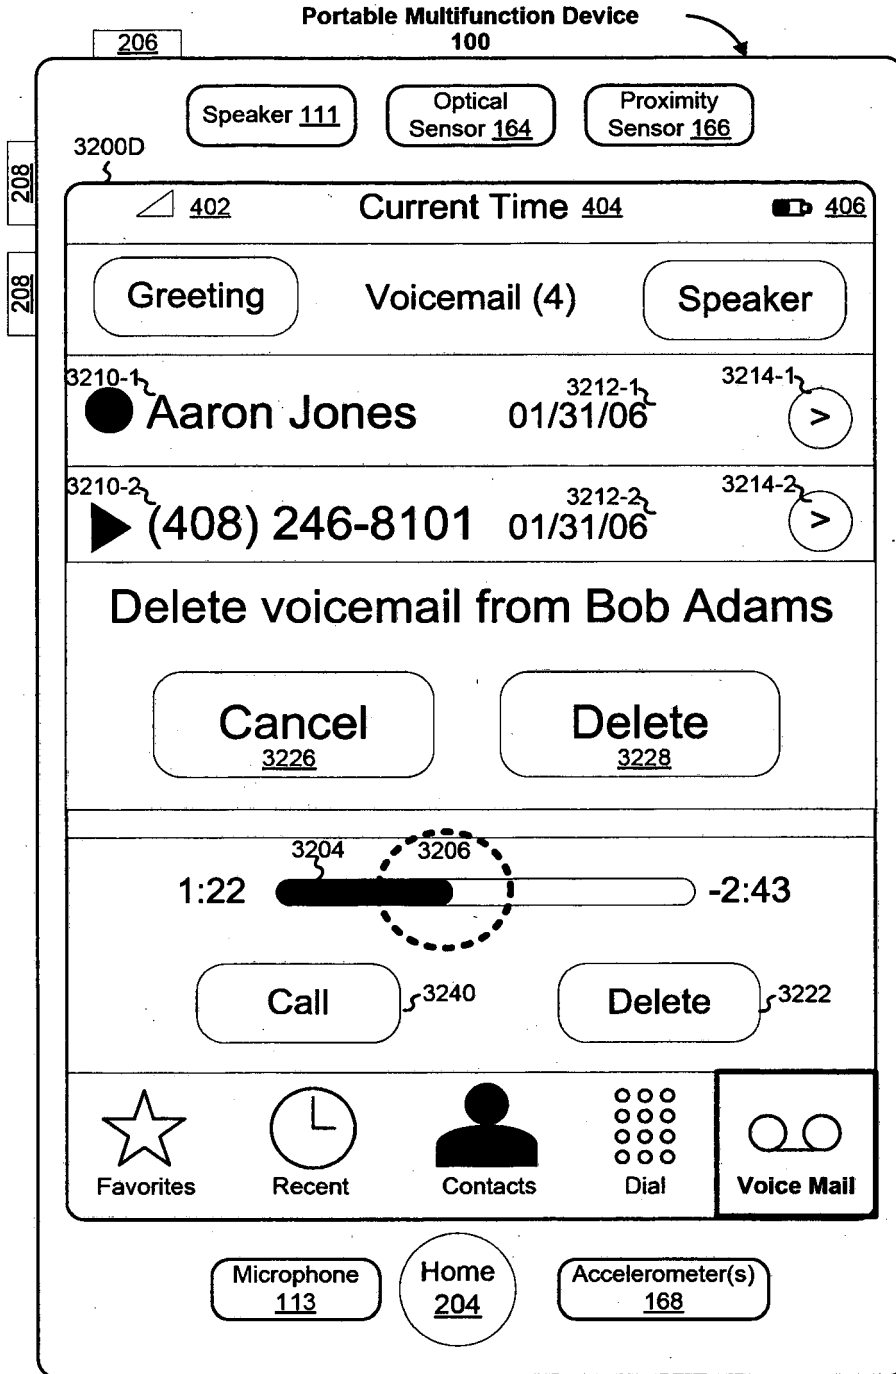 Portable Multifunction Device
100
206
Speaker 111
Optical
Sensor 164
Proximity
Sensor 166
3200D
208
208
402
Current Time 404
406
Greeting
Voicemail (4)
Speaker
3210-1
Aaron Jones
3212-1
01/31/06
3214-1
>
3210-2
(408) 246-8101
3212-2
01/31/06
3214-2
>
Delete voicemail from Bob Adams
Cancel
3226
Delete
3228
3204
3206
1:22
-2:43
Call
3240
Delete
3222
Favorites
Recent
Contacts
Dial
Voice Mail
Microphone
113
Home
204
Accelerometer(s)
168